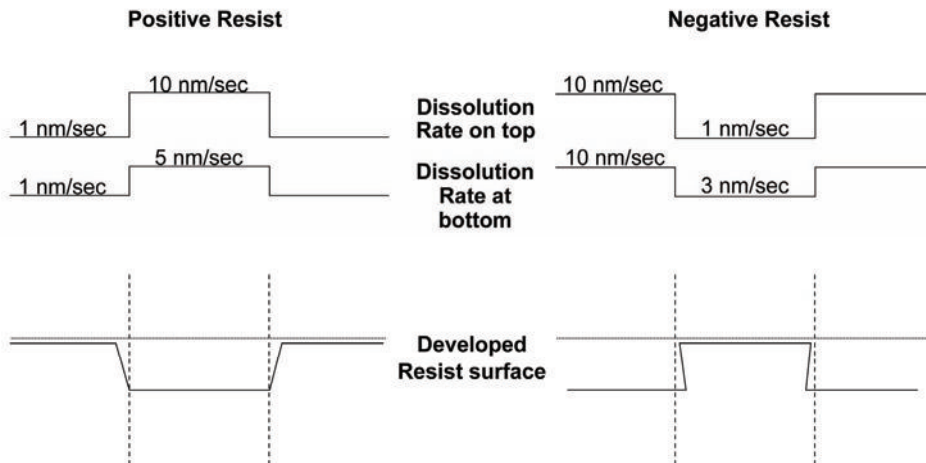 Positive Resist
Negative Resist
10 nm/sec
1 nm/sec
Dissolution
Rate on top
10 nm/sec
1 nm/sec
5 nm/sec
1 nm/sec
Dissolution
Rate at
bottom
10 nm/sec
3 nm/sec
Developed
Resist surface